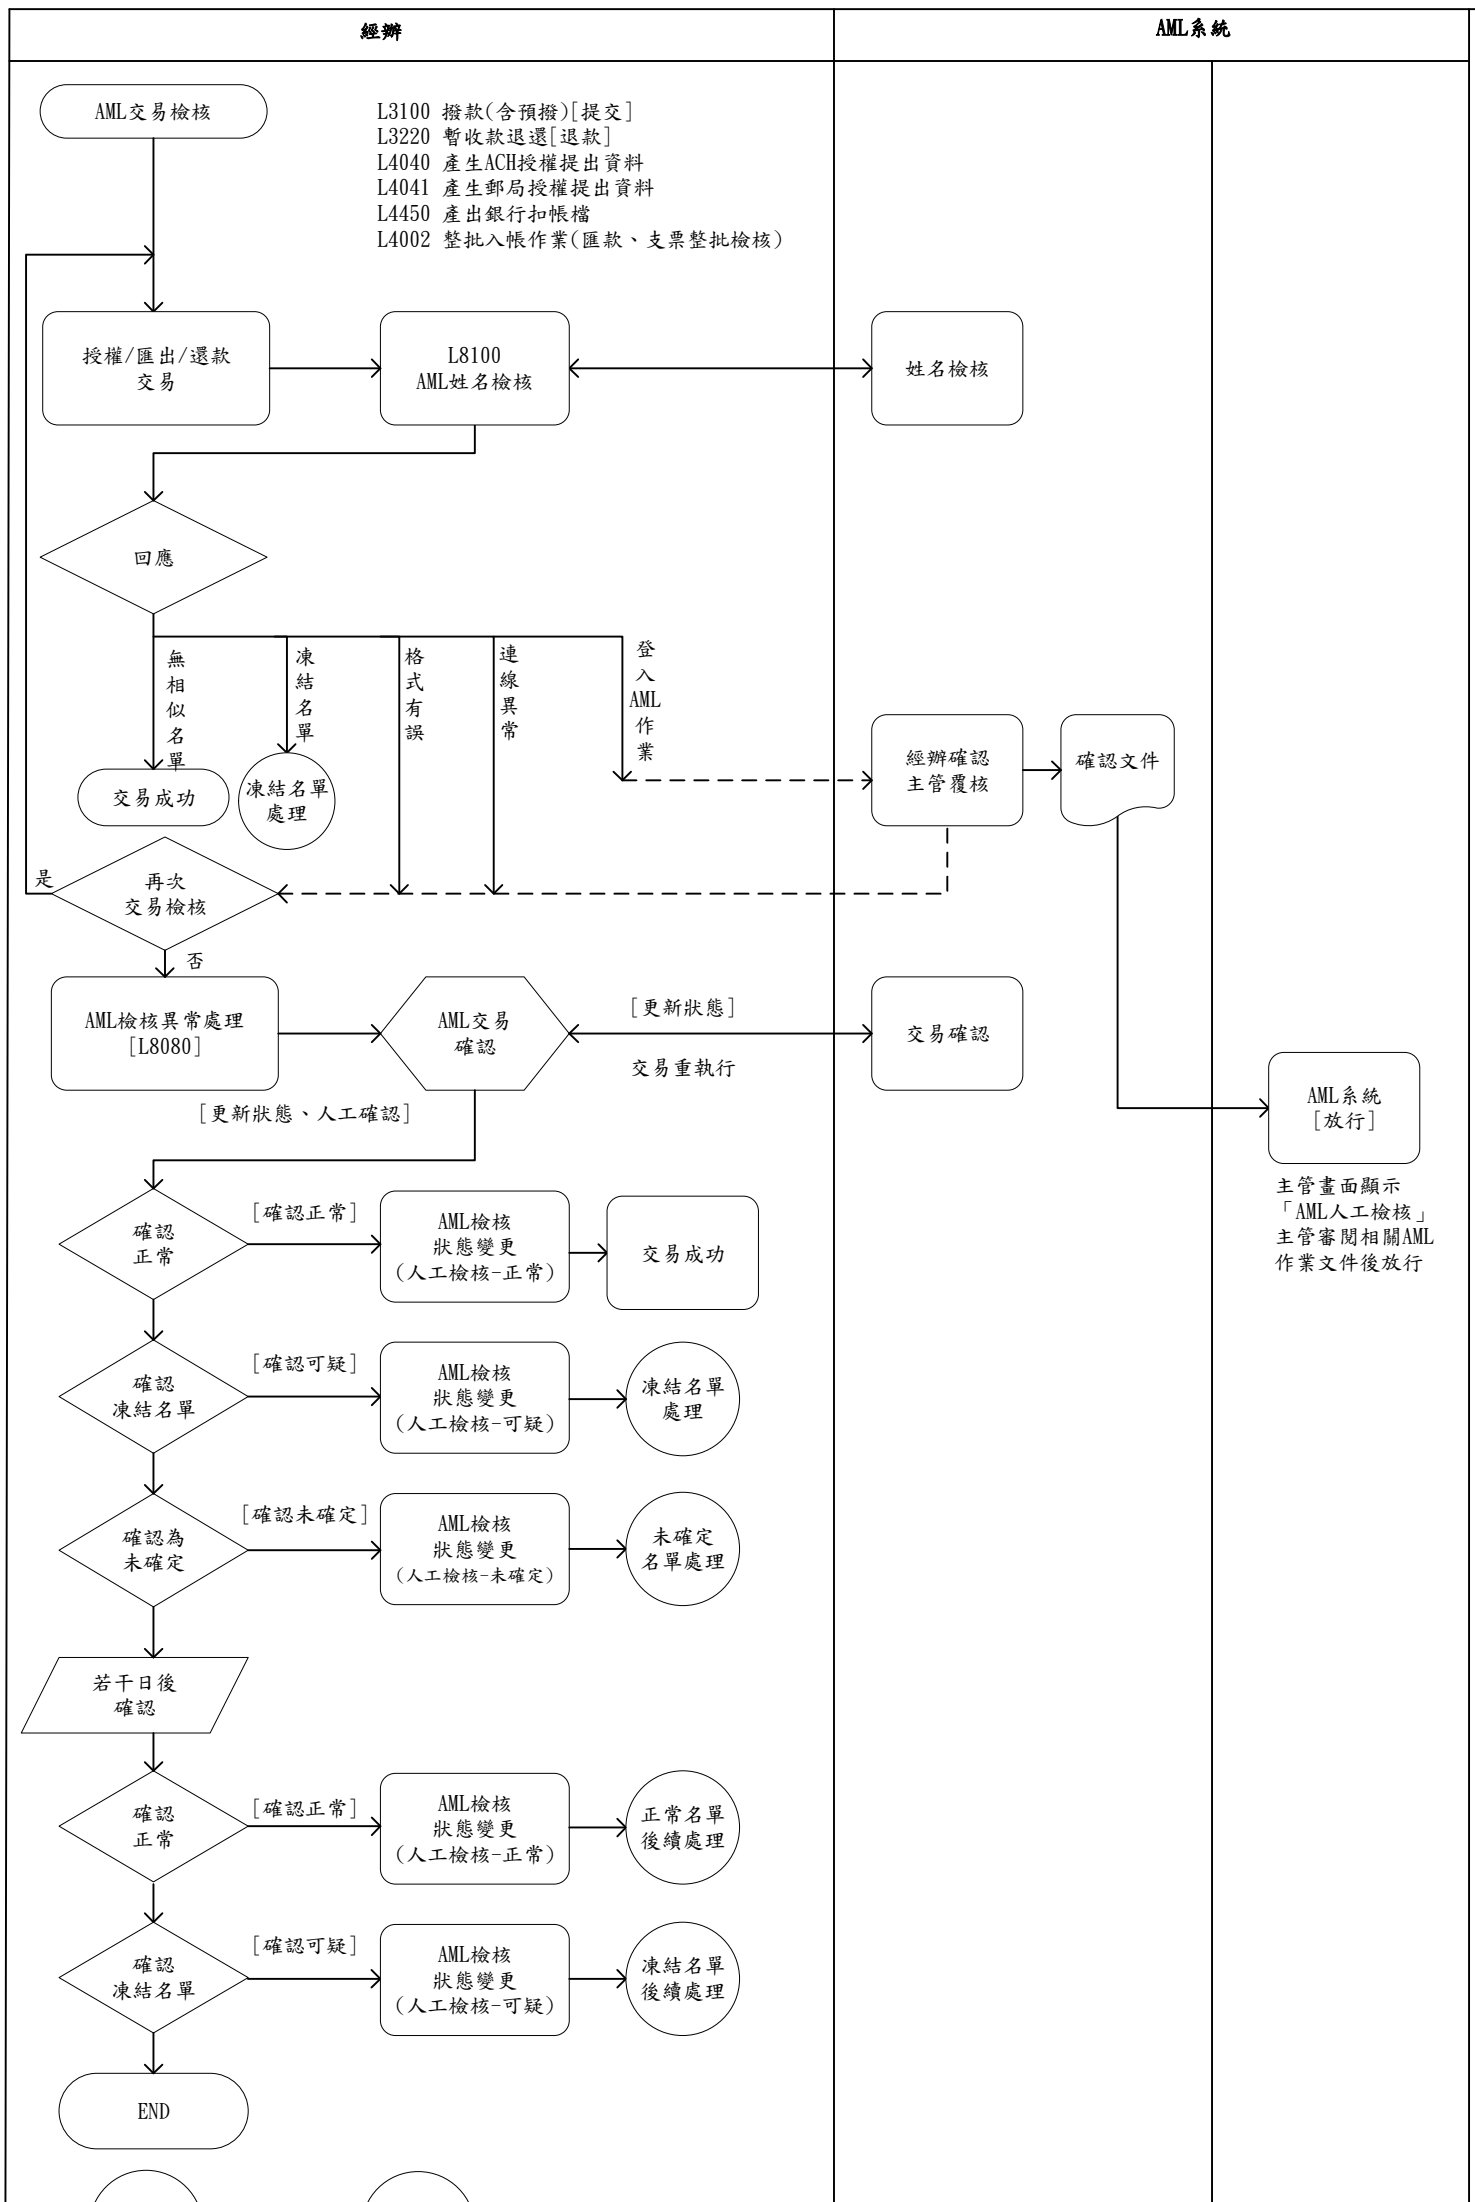 經辦
AML系統
AML交易檢核
L3100 撥款(含預撥)[提交]
L3220 暫收款退還[退款]
L4040 產生ACH授權提出資料
L4041 產生郵局授權提出資料
L4450 產出銀行扣帳檔
L4002 整批入帳作業(匯款、支票整批檢核)
授權/匯出/還款
交易
L8100
AML姓名檢核
姓名檢核
回應
無相似名單
凍結名單
格式有誤
連線異常
登入AML作業
交易成功
凍結名單
處理
經辦確認
主管覆核
確認文件
是
再次
交易檢核
否
AML檢核異常處理
[L8080]
AML交易
確認
[更新狀態]
交易重執行
交易確認
[更新狀態、人工確認]
AML系統
[放行]
主管畫面顯示
「AML人工檢核」
主管審閱相關AML
作業文件後放行
確認
正常
[確認正常]
AML檢核
狀態變更
(人工檢核-正常)
交易成功
確認
凍結名單
[確認可疑]
AML檢核
狀態變更
(人工檢核-可疑)
凍結名單
處理
確認為
未確定
[確認未確定]
AML檢核
狀態變更
(人工檢核-未確定)
未確定
名單處理
若干日後
確認
確認
正常
[確認正常]
AML檢核
狀態變更
(人工檢核-正常)
正常名單
後續處理
確認
凍結名單
[確認可疑]
AML檢核
狀態變更
(人工檢核-可疑)
凍結名單
後續處理
END